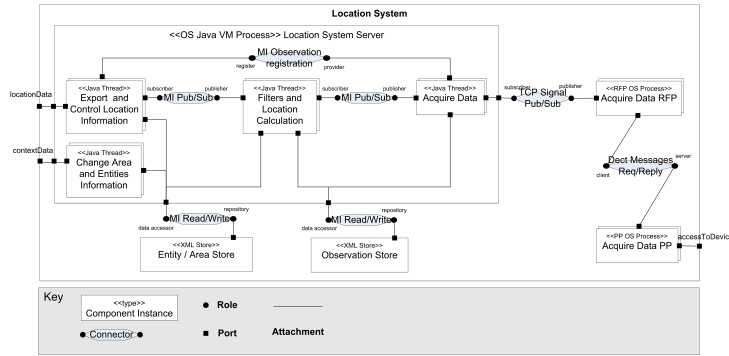 Location System
<<OS Java VM Process>> Location System Server
MI Observation
registration
register
provider
locationData
<<Java Thread>>
Export and
Control Location
Information
subscriber
publisher
MI Pub/Sub
<<Java Thread>>
Filters and
Location
Calculation
subscriber
publisher
MI Pub/Sub
<<Java Thread>>
Acquire Data
subscriber
publisher
TCP Signal
Pub/Sub
<<RFP OS Process>>
Acquire Data RFP
contextData
<<Java Thread>>
Change Area
and Entities
Information
client
server
Dect Messages
Req/Reply
data accessor
repository
MI Read/Write
data accessor
repository
MI Read/Write
<<XML Store>>
Entity / Area Store
<<XML Store>>
Observation Store
<<PP OS Process>>
Acquire Data PP
accessToDevic
Key
<<type>>
Component Instance
Role
Connector
Port
Attachment